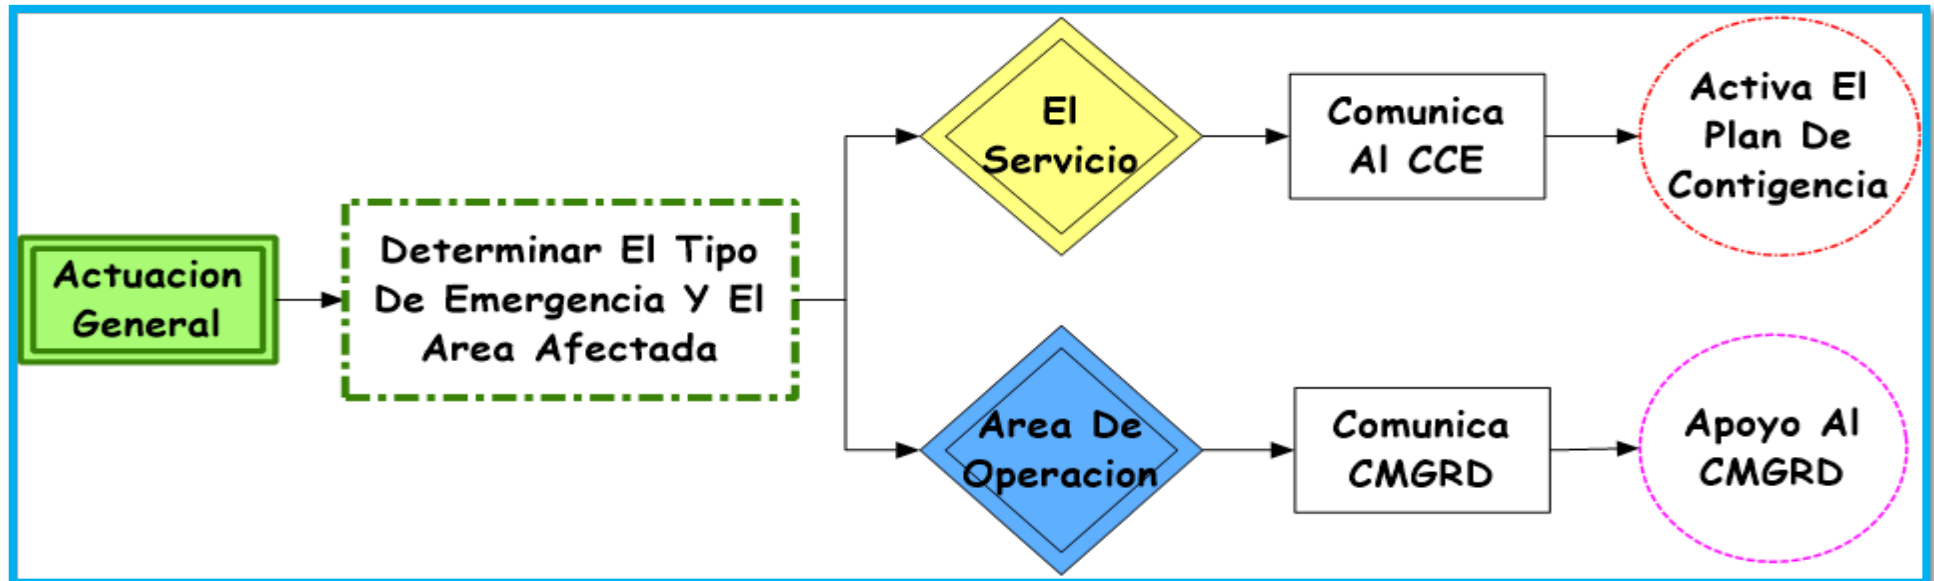 Actuacion
General
Determinar El Tipo
De Emergencia Y El
Area Afectada
El
Servicio
Comunica
Al CCE
Activa El
Plan De
Contigencia
Area De
Operacion
Comunica
CMGRD
Apoyo Al
CMGRD